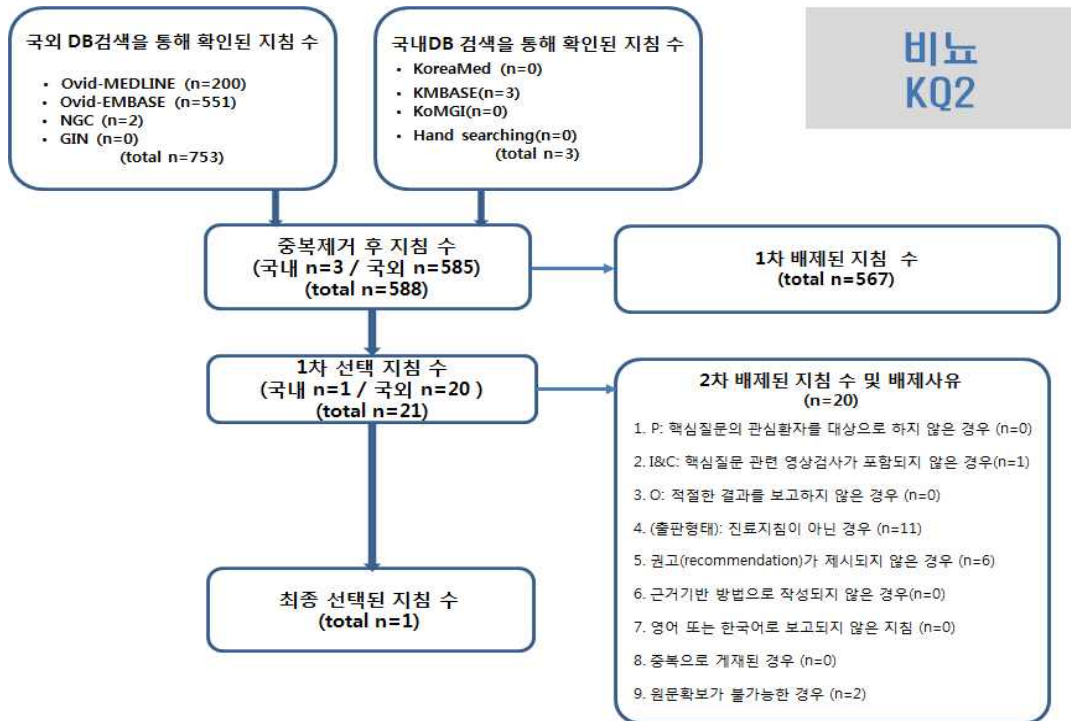 국외 DB검색을 통해 확인된 지침 수
• Ovid-MEDLINE (n=200)
• Ovid-EMBASE (n=551)
• NGC (n=2)
• GIN (n=0)
(total n=753)
국내DB 검색을 통해 확인된 지침 수
• KoreaMed (n=0)
• KMBASE(n=3)
• KoMGI(n=0)
• Hand searching(n=0)
(total n=3)
비뇨
KQ2
중복제거 후 지침 수
(국내 n=3 / 국외 n=585)
(total n=588)
1차 배제된 지침 수
(total n=567)
1차 선택 지침 수
(국내 n=1 / 국외 n=20 )
(total n=21)
2차 배제된 지침 수 및 배제사유
(n=20)
1. P: 핵심질문의 관심환자를 대상으로 하지 않은 경우 (n=0)
2. I&C: 핵심질문 관련 영상검사가 포함되지 않은 경우(n=1)
3. O: 적절한 결과를 보고하지 않은 경우 (n=0)
4. (출판형태): 진료지침이 아닌 경우 (n=11)
5. 권고(recommendation)가 제시되지 않은 경우 (n=6)
6. 근거기반 방법으로 작성되지 않은 경우(n=0)
7. 영어 또는 한국어로 보고되지 않은 지침 (n=0)
8. 중복으로 게재된 경우 (n=0)
9. 원문확보가 불가능한 경우 (n=2)
최종 선택된 지침 수
(total n=1)